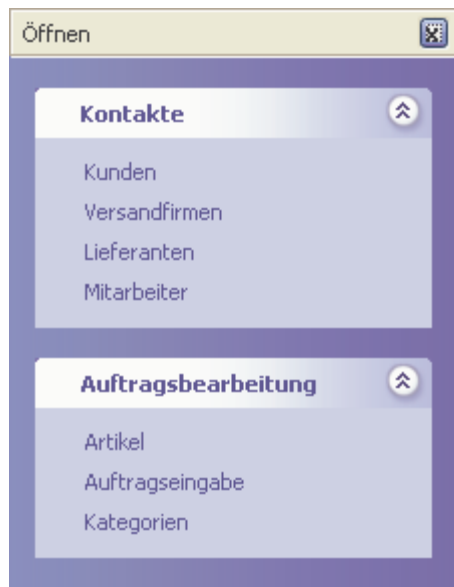 Öffnen
Kontakte
Kunden
Versandfirmen
Lieferanten
Mitarbeiter
Auftragsbearbeitung
Artikel
Auftragseingabe
Kategorien